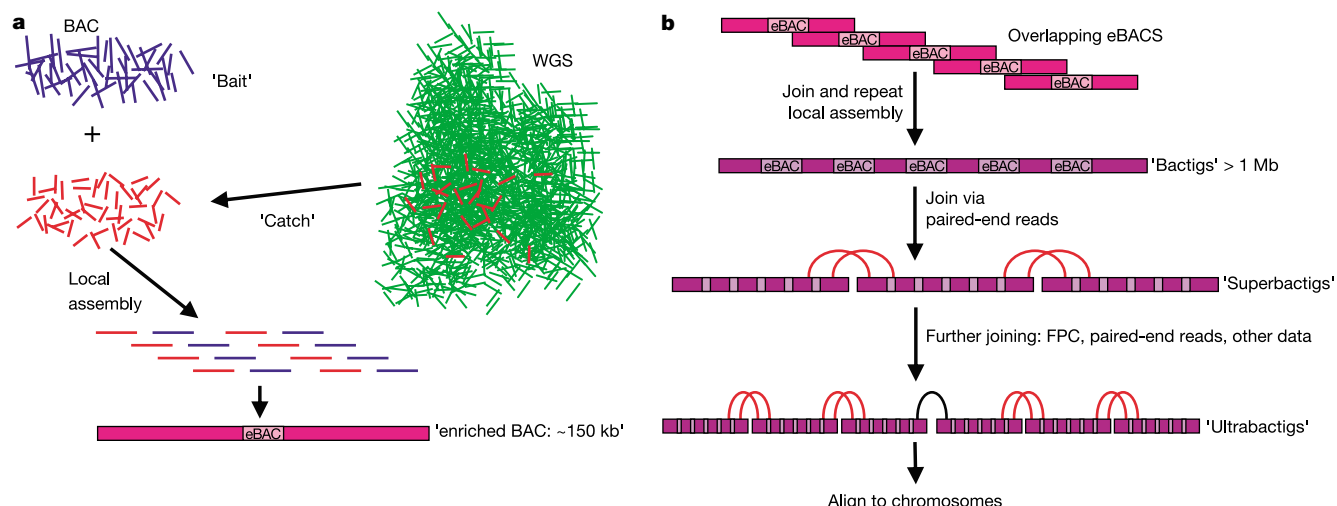 a
BAC
'Bait'
+
WGS
'Catch'
Local
assembly
eBAC
'enriched BAC: ~150 kb'
b
eBAC
eBAC
eBAC
eBAC
eBAC
Overlapping eBACS
Join and repeat
local assembly
eBAC eBAC eBAC eBAC eBAC
'Bactigs' > 1 Mb
Join via
paired-end reads
'Superbactigs'
Further joining: FPC, paired-end reads, other data
'Ultrabactigs'
Align to chromosomes